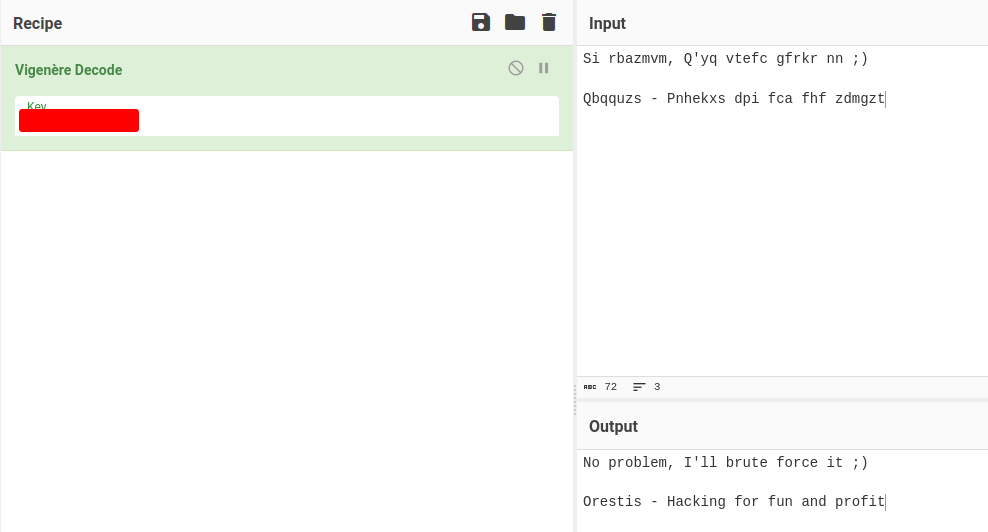 Recipe
Vigenère Decode
Key
Input
Si rbazmvm, Q'yq vtefc gfrkr nn ;)
Qbqquzs - Pnhekxs dpi fca fhf zdmgzt
ABC 72 3
Output
No problem, I'll brute force it ;)
Orestis - Hacking for fun and profit